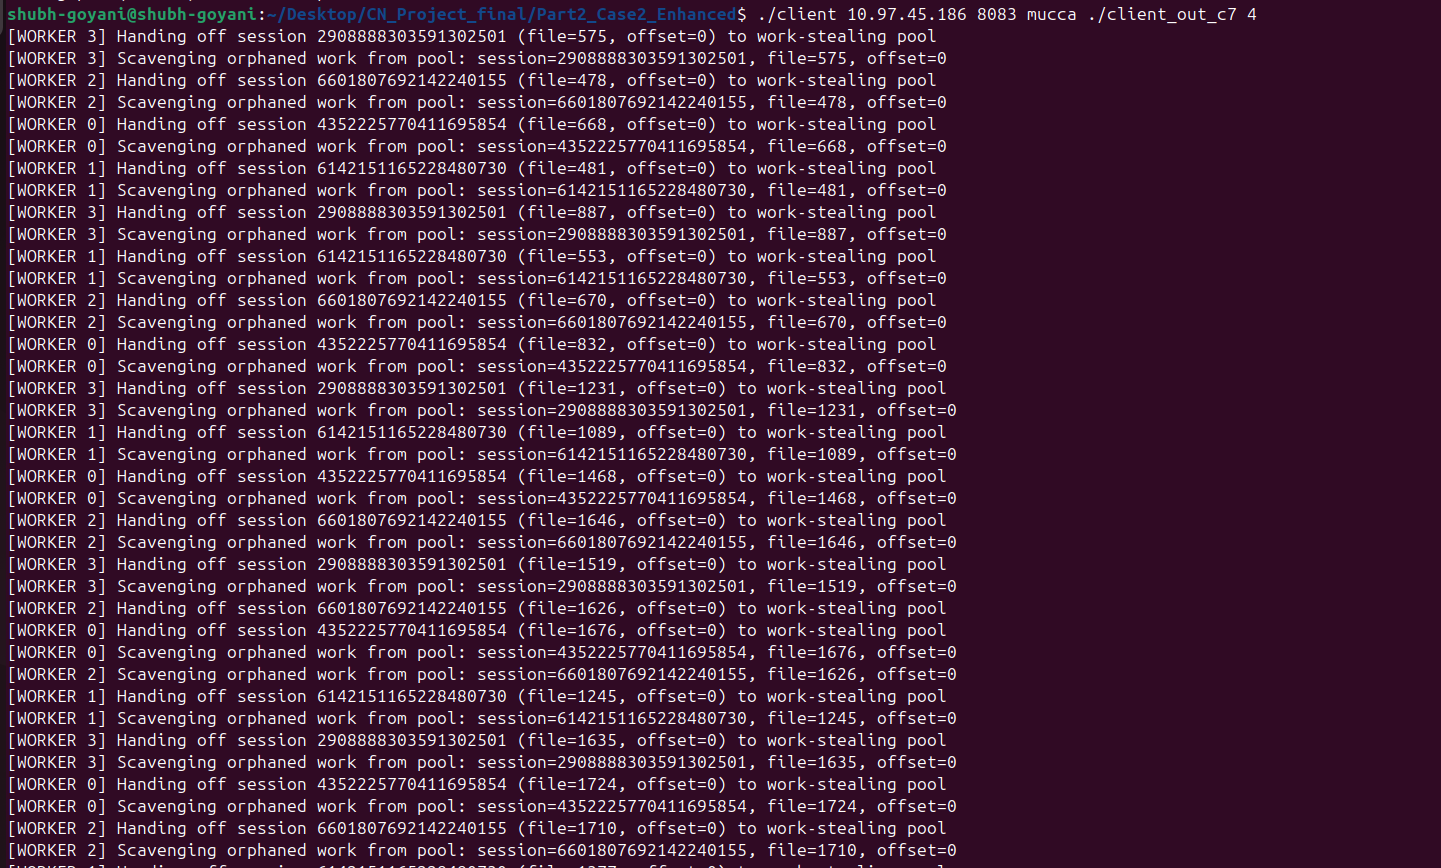 shubh-goyani@shubh-goyani:~/Desktop/CN_Project_final/Part2_Case2_Enhanced$ ./client 10.97.45.186 8083 mucca ./client_out_c7 4
[WORKER 3] Handing off session 2908888303591302501 (file=575, offset=0) to work-stealing pool
[WORKER 3] Scavenging orphaned work from pool: session=2908888303591302501, file=575, offset=0
[WORKER 2] Handing off session 6601807692142240155 (file=478, offset=0) to work-stealing pool
[WORKER 2] Scavenging orphaned work from pool: session=6601807692142240155, file=478, offset=0
[WORKER 0] Handing off session 4352225770411695854 (file=668, offset=0) to work-stealing pool
[WORKER 0] Scavenging orphaned work from pool: session=4352225770411695854, file=668, offset=0
[WORKER 1] Handing off session 6142151165228480730 (file=481, offset=0) to work-stealing pool
[WORKER 1] Scavenging orphaned work from pool: session=6142151165228480730, file=481, offset=0
[WORKER 3] Handing off session 2908888303591302501 (file=887, offset=0) to work-stealing pool
[WORKER 3] Scavenging orphaned work from pool: session=2908888303591302501, file=887, offset=0
[WORKER 1] Handing off session 6142151165228480730 (file=553, offset=0) to work-stealing pool
[WORKER 1] Scavenging orphaned work from pool: session=6142151165228480730, file=553, offset=0
[WORKER 2] Handing off session 6601807692142240155 (file=670, offset=0) to work-stealing pool
[WORKER 2] Scavenging orphaned work from pool: session=6601807692142240155, file=670, offset=0
[WORKER 0] Handing off session 4352225770411695854 (file=832, offset=0) to work-stealing pool
[WORKER 0] Scavenging orphaned work from pool: session=4352225770411695854, file=832, offset=0
[WORKER 3] Handing off session 2908888303591302501 (file=1231, offset=0) to work-stealing pool
[WORKER 3] Scavenging orphaned work from pool: session=2908888303591302501, file=1231, offset=0
[WORKER 1] Handing off session 6142151165228480730 (file=1089, offset=0) to work-stealing pool
[WORKER 1] Scavenging orphaned work from pool: session=6142151165228480730, file=1089, offset=0
[WORKER 0] Handing off session 4352225770411695854 (file=1468, offset=0) to work-stealing pool
[WORKER 0] Scavenging orphaned work from pool: session=4352225770411695854, file=1468, offset=0
[WORKER 2] Handing off session 6601807692142240155 (file=1646, offset=0) to work-stealing pool
[WORKER 2] Scavenging orphaned work from pool: session=6601807692142240155, file=1646, offset=0
[WORKER 3] Handing off session 2908888303591302501 (file=1519, offset=0) to work-stealing pool
[WORKER 3] Scavenging orphaned work from pool: session=2908888303591302501, file=1519, offset=0
[WORKER 2] Handing off session 6601807692142240155 (file=1626, offset=0) to work-stealing pool
[WORKER 0] Handing off session 4352225770411695854 (file=1676, offset=0) to work-stealing pool
[WORKER 0] Scavenging orphaned work from pool: session=4352225770411695854, file=1676, offset=0
[WORKER 2] Scavenging orphaned work from pool: session=6601807692142240155, file=1626, offset=0
[WORKER 1] Handing off session 6142151165228480730 (file=1245, offset=0) to work-stealing pool
[WORKER 1] Scavenging orphaned work from pool: session=6142151165228480730, file=1245, offset=0
[WORKER 3] Handing off session 2908888303591302501 (file=1635, offset=0) to work-stealing pool
[WORKER 3] Scavenging orphaned work from pool: session=2908888303591302501, file=1635, offset=0
[WORKER 0] Handing off session 4352225770411695854 (file=1724, offset=0) to work-stealing pool
[WORKER 0] Scavenging orphaned work from pool: session=4352225770411695854, file=1724, offset=0
[WORKER 2] Handing off session 6601807692142240155 (file=1710, offset=0) to work-stealing pool
[WORKER 2] Scavenging orphaned work from pool: session=6601807692142240155, file=1710, offset=0